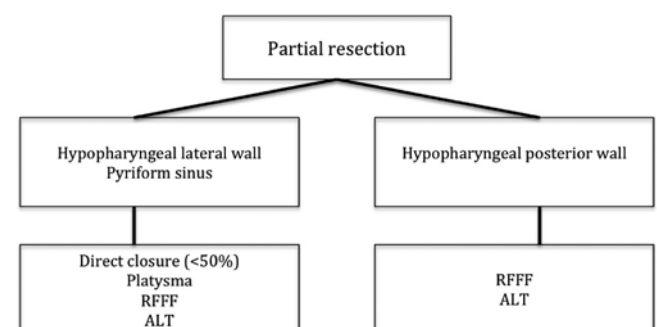 Partial resection
Hypopharyngeal lateral wall
Pyriform sinus
Hypopharyngeal posterior wall
Direct closure (<50%)
Platysma
RFFF
ALT
RFFF
ALT